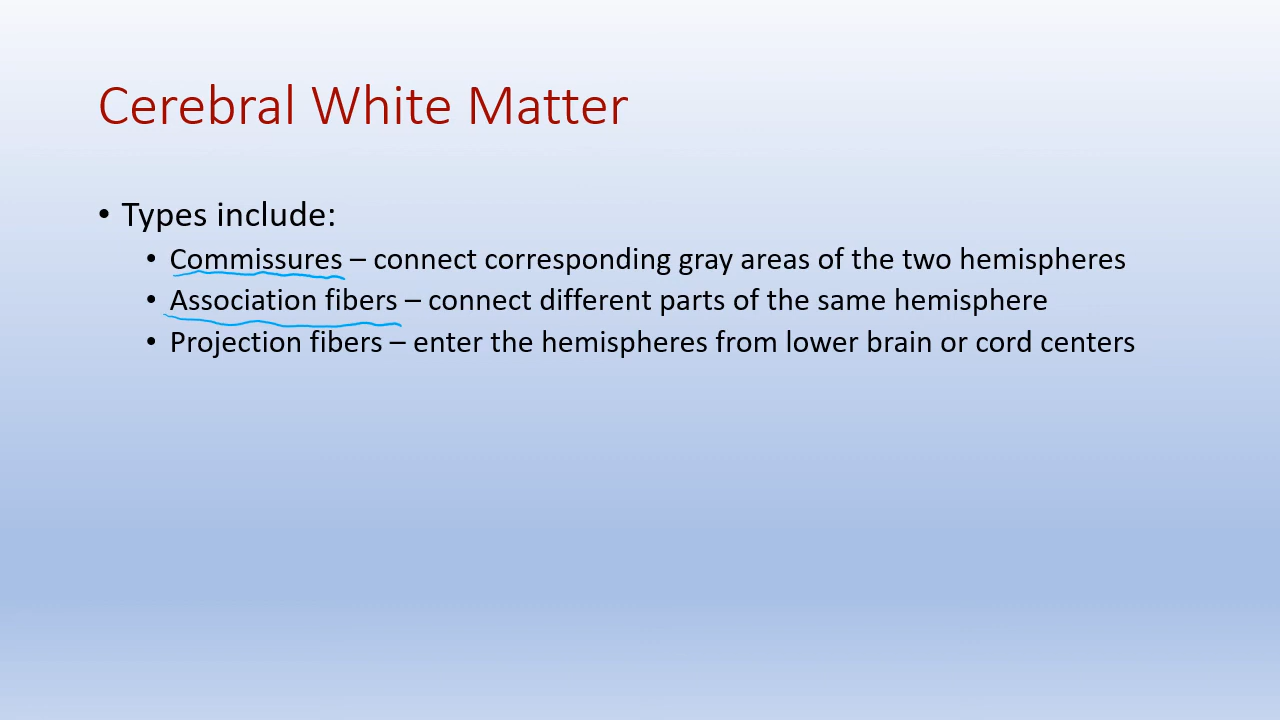 Cerebral White Matter
• Types include:
• Commissures – connect corresponding gray areas of the two hemispheres
• Association fibers – connect different parts of the same hemisphere
• Projection fibers – enter the hemispheres from lower brain or cord centers